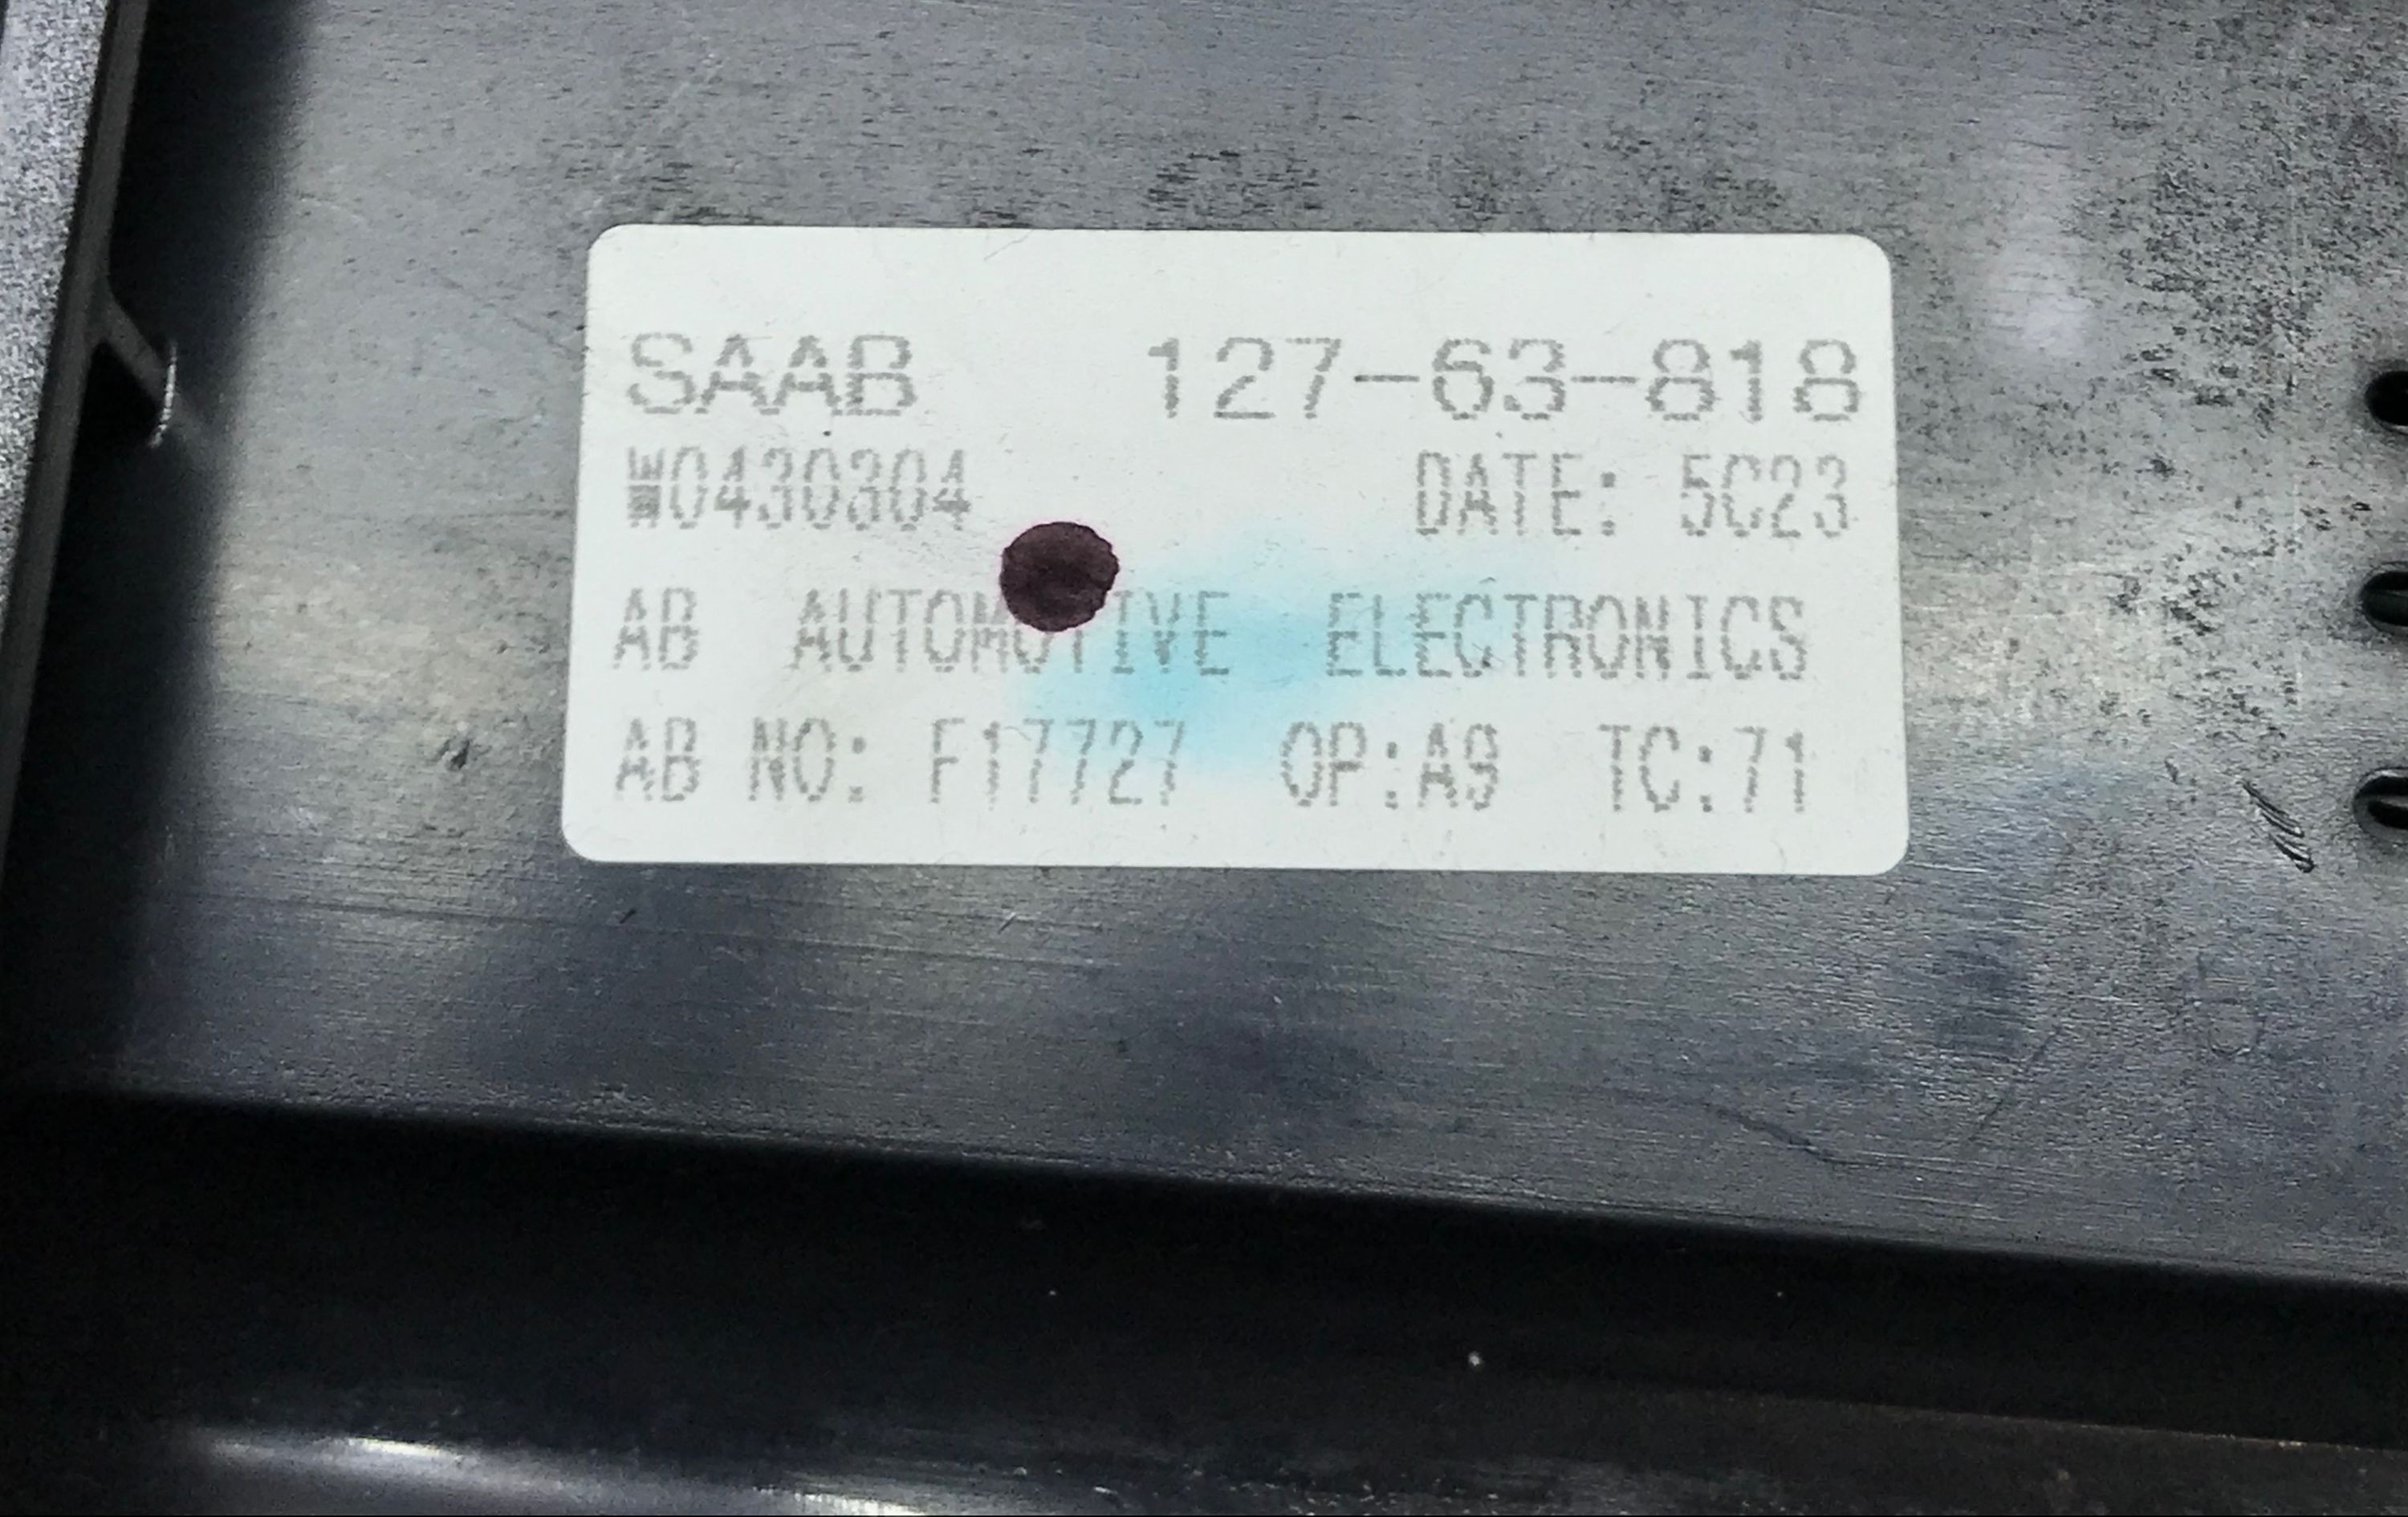 SAAB 127-63-818
W0430304 DATE: 5C23
AB AUTOMOTIVE ELECTRONICS
AB NO: F17727 OP:A9 TC:71